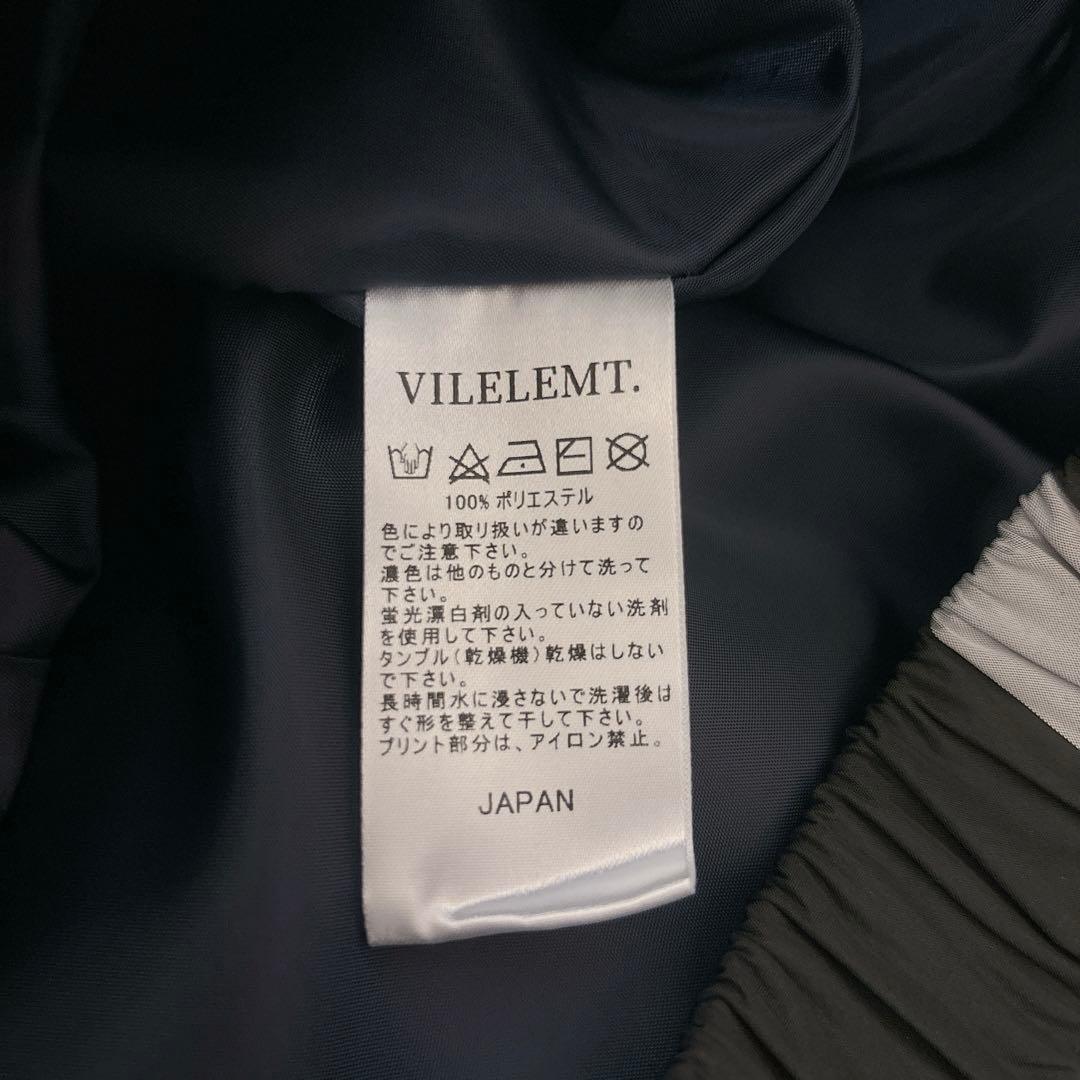 VILELEMT.
100% ポリエステル
色により取り扱いが違いますの
でご注意下さい。
濃色は他のものと分けて洗って
下さい。
蛍光漂白剤の入っていない洗剤
を使用して下さい。
タンブル(乾燥機)乾燥はしない
で下さい。
長時間水に浸さないで洗濯後は
すぐ形を整えて干して下さい。
プリント部分は、アイロン禁止。
JAPAN